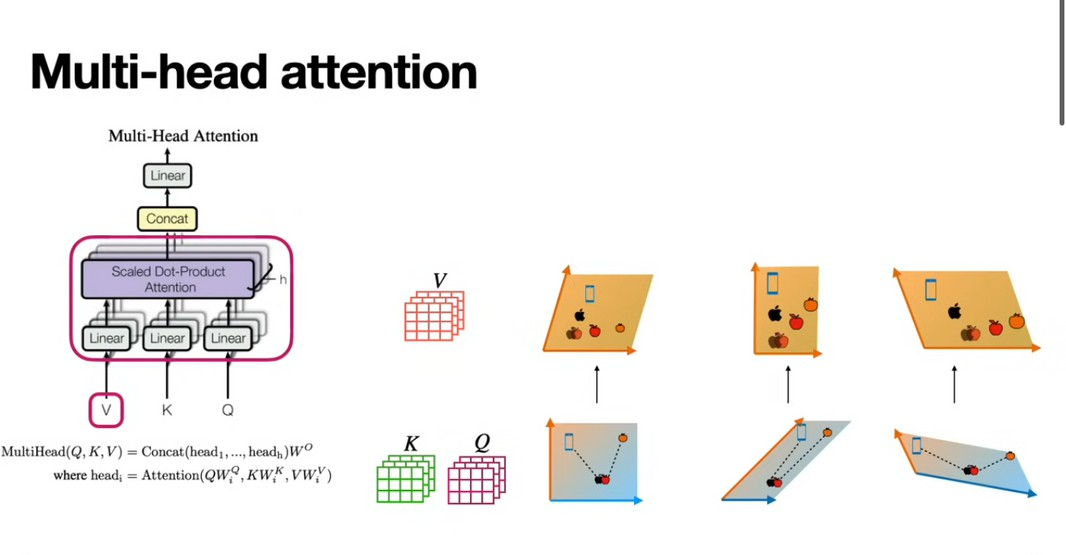 Multi-head attention
Multi-Head Attention
Linear
Concat
Scaled Dot-Product
Attention
h
Linear
Linear
Linear
V
K
Q
MultiHead(Q, K, V) = Concat(head₁, ..., headₕ)W^O
where headᵢ = Attention(QWᵢ^Q, KWᵢ^K, VWᵢ^V)
V
K
Q